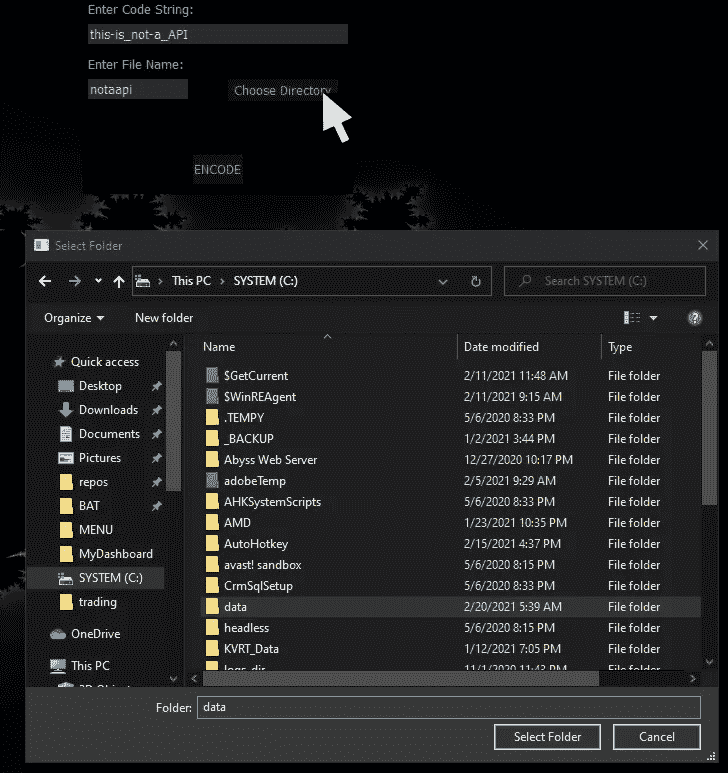 Enter Code String:
this-is_not-a_API
Enter File Name:
notaapi
Choose Directory
ENCODE
Select Folder
This PC > SYSTEM (C:)
Search SYSTEM (C:)
Organize
New folder
Name Date modified Type
Quick access
Desktop
Downloads
Documents
Pictures
repos
BAT
MENU
MyDashboard
SYSTEM (C:)
trading
OneDrive
This PC
3D Objects
$GetCurrent 2/11/2021 11:48 AM File folder
$WinREAgent 2/11/2021 9:15 AM File folder
.TEMPY 5/6/2020 8:33 PM File folder
_BACKUP 1/2/2021 3:44 PM File folder
Abyss Web Server 12/27/2020 10:17 PM File folder
adobeTemp 2/5/2021 9:29 AM File folder
AHKSystemScripts 5/6/2020 8:33 PM File folder
AMD 1/23/2021 10:35 PM File folder
AutoHotkey 2/15/2021 4:37 PM File folder
avast! sandbox 5/6/2020 8:15 PM File folder
CrmSqlSetup 5/6/2020 8:33 PM File folder
data 2/20/2021 5:39 AM File folder
headless 5/6/2020 8:15 PM File folder
KVRT_Data 1/12/2021 7:05 PM File folder
logs_dir 11/1/2020 11:43 PM File folder
Folder: data
Select Folder
Cancel